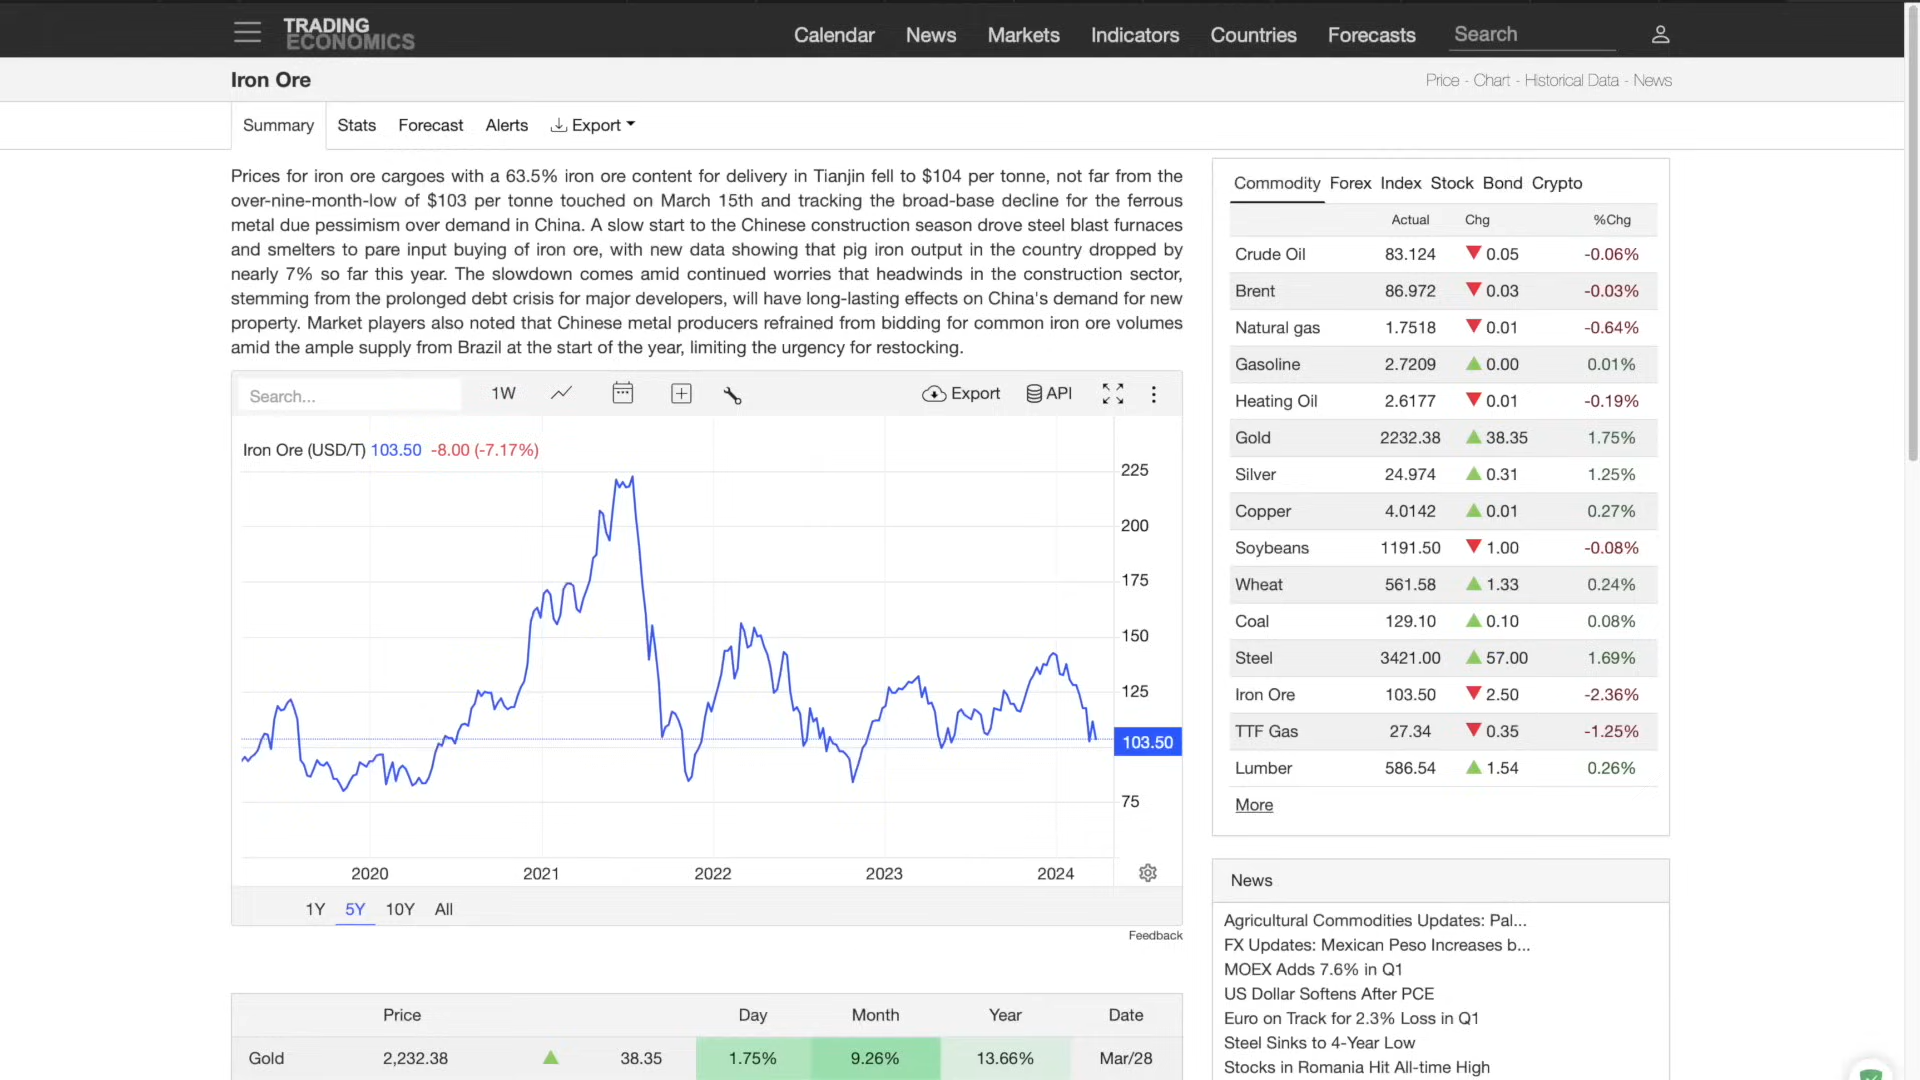 TRADING
ECONOMICS
Calendar News Markets Indicators Countries Forecasts Search
Iron Ore
Price - Chart - Historical Data - News
Summary Stats Forecast Alerts Export
Prices for iron ore cargoes with a 63.5% iron ore content for delivery in Tianjin fell to $104 per tonne, not far from the
over-nine-month-low of $103 per tonne touched on March 15th and tracking the broad-base decline for the ferrous
metal due pessimism over demand in China. A slow start to the Chinese construction season drove steel blast furnaces
and smelters to pare input buying of iron ore, with new data showing that pig iron output in the country dropped by
nearly 7% so far this year. The slowdown comes amid continued worries that headwinds in the construction sector,
stemming from the prolonged debt crisis for major developers, will have long-lasting effects on China's demand for new
property. Market players also noted that Chinese metal producers refrained from bidding for common iron ore volumes
amid the ample supply from Brazil at the start of the year, limiting the urgency for restocking.
Search... 1W Export API
Iron Ore (USD/T) 103.50 -8.00 (-7.17%)
225
200
175
150
125
103.50
75
2020 2021 2022 2023 2024
1Y 5Y 10Y All
Feedback
Price Day Month Year Date
Gold 2,232.38 38.35 1.75% 9.26% 13.66% Mar/28
Commodity Forex Index Stock Bond Crypto
Actual Chg %Chg
Crude Oil 83.124 0.05 -0.06%
Brent 86.972 0.03 -0.03%
Natural gas 1.7518 0.01 -0.64%
Gasoline 2.7209 0.00 0.01%
Heating Oil 2.6177 0.01 -0.19%
Gold 2232.38 38.35 1.75%
Silver 24.974 0.31 1.25%
Copper 4.0142 0.01 0.27%
Soybeans 1191.50 1.00 -0.08%
Wheat 561.58 1.33 0.24%
Coal 129.10 0.10 0.08%
Steel 3421.00 57.00 1.69%
Iron Ore 103.50 2.50 -2.36%
TTF Gas 27.34 0.35 -1.25%
Lumber 586.54 1.54 0.26%
More
News
Agricultural Commodities Updates: Pal...
FX Updates: Mexican Peso Increases b...
MOEX Adds 7.6% in Q1
US Dollar Softens After PCE
Euro on Track for 2.3% Loss in Q1
Steel Sinks to 4-Year Low
Stocks in Romania Hit All-time High